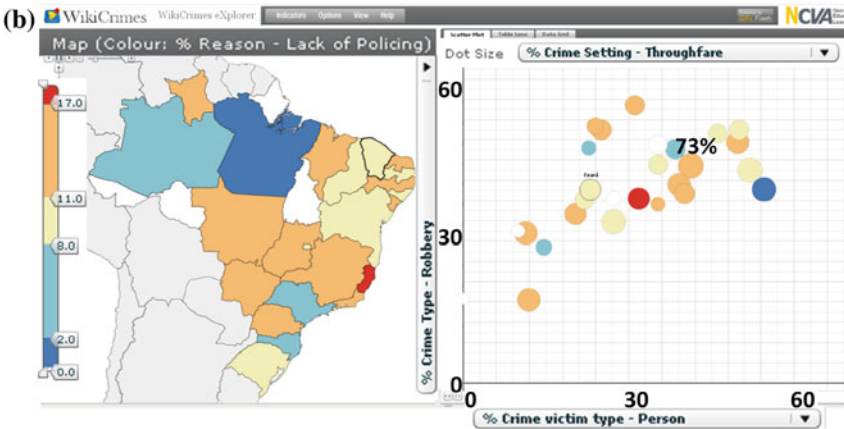 (b)
WikiCrimes WikiCrimes eXplorer Indicators Options View Help NCVA
Map (Colour: % Reason - Lack of Policing)
17.0
11.0
8.0
2.0
0.0
Scatter Plot Table Lens Data Grid
Dot Size % Crime Setting - Throughfare
% Crime Type - Robbery
60
30
0
73%
Ceará
0 30 60
% Crime victim type - Person